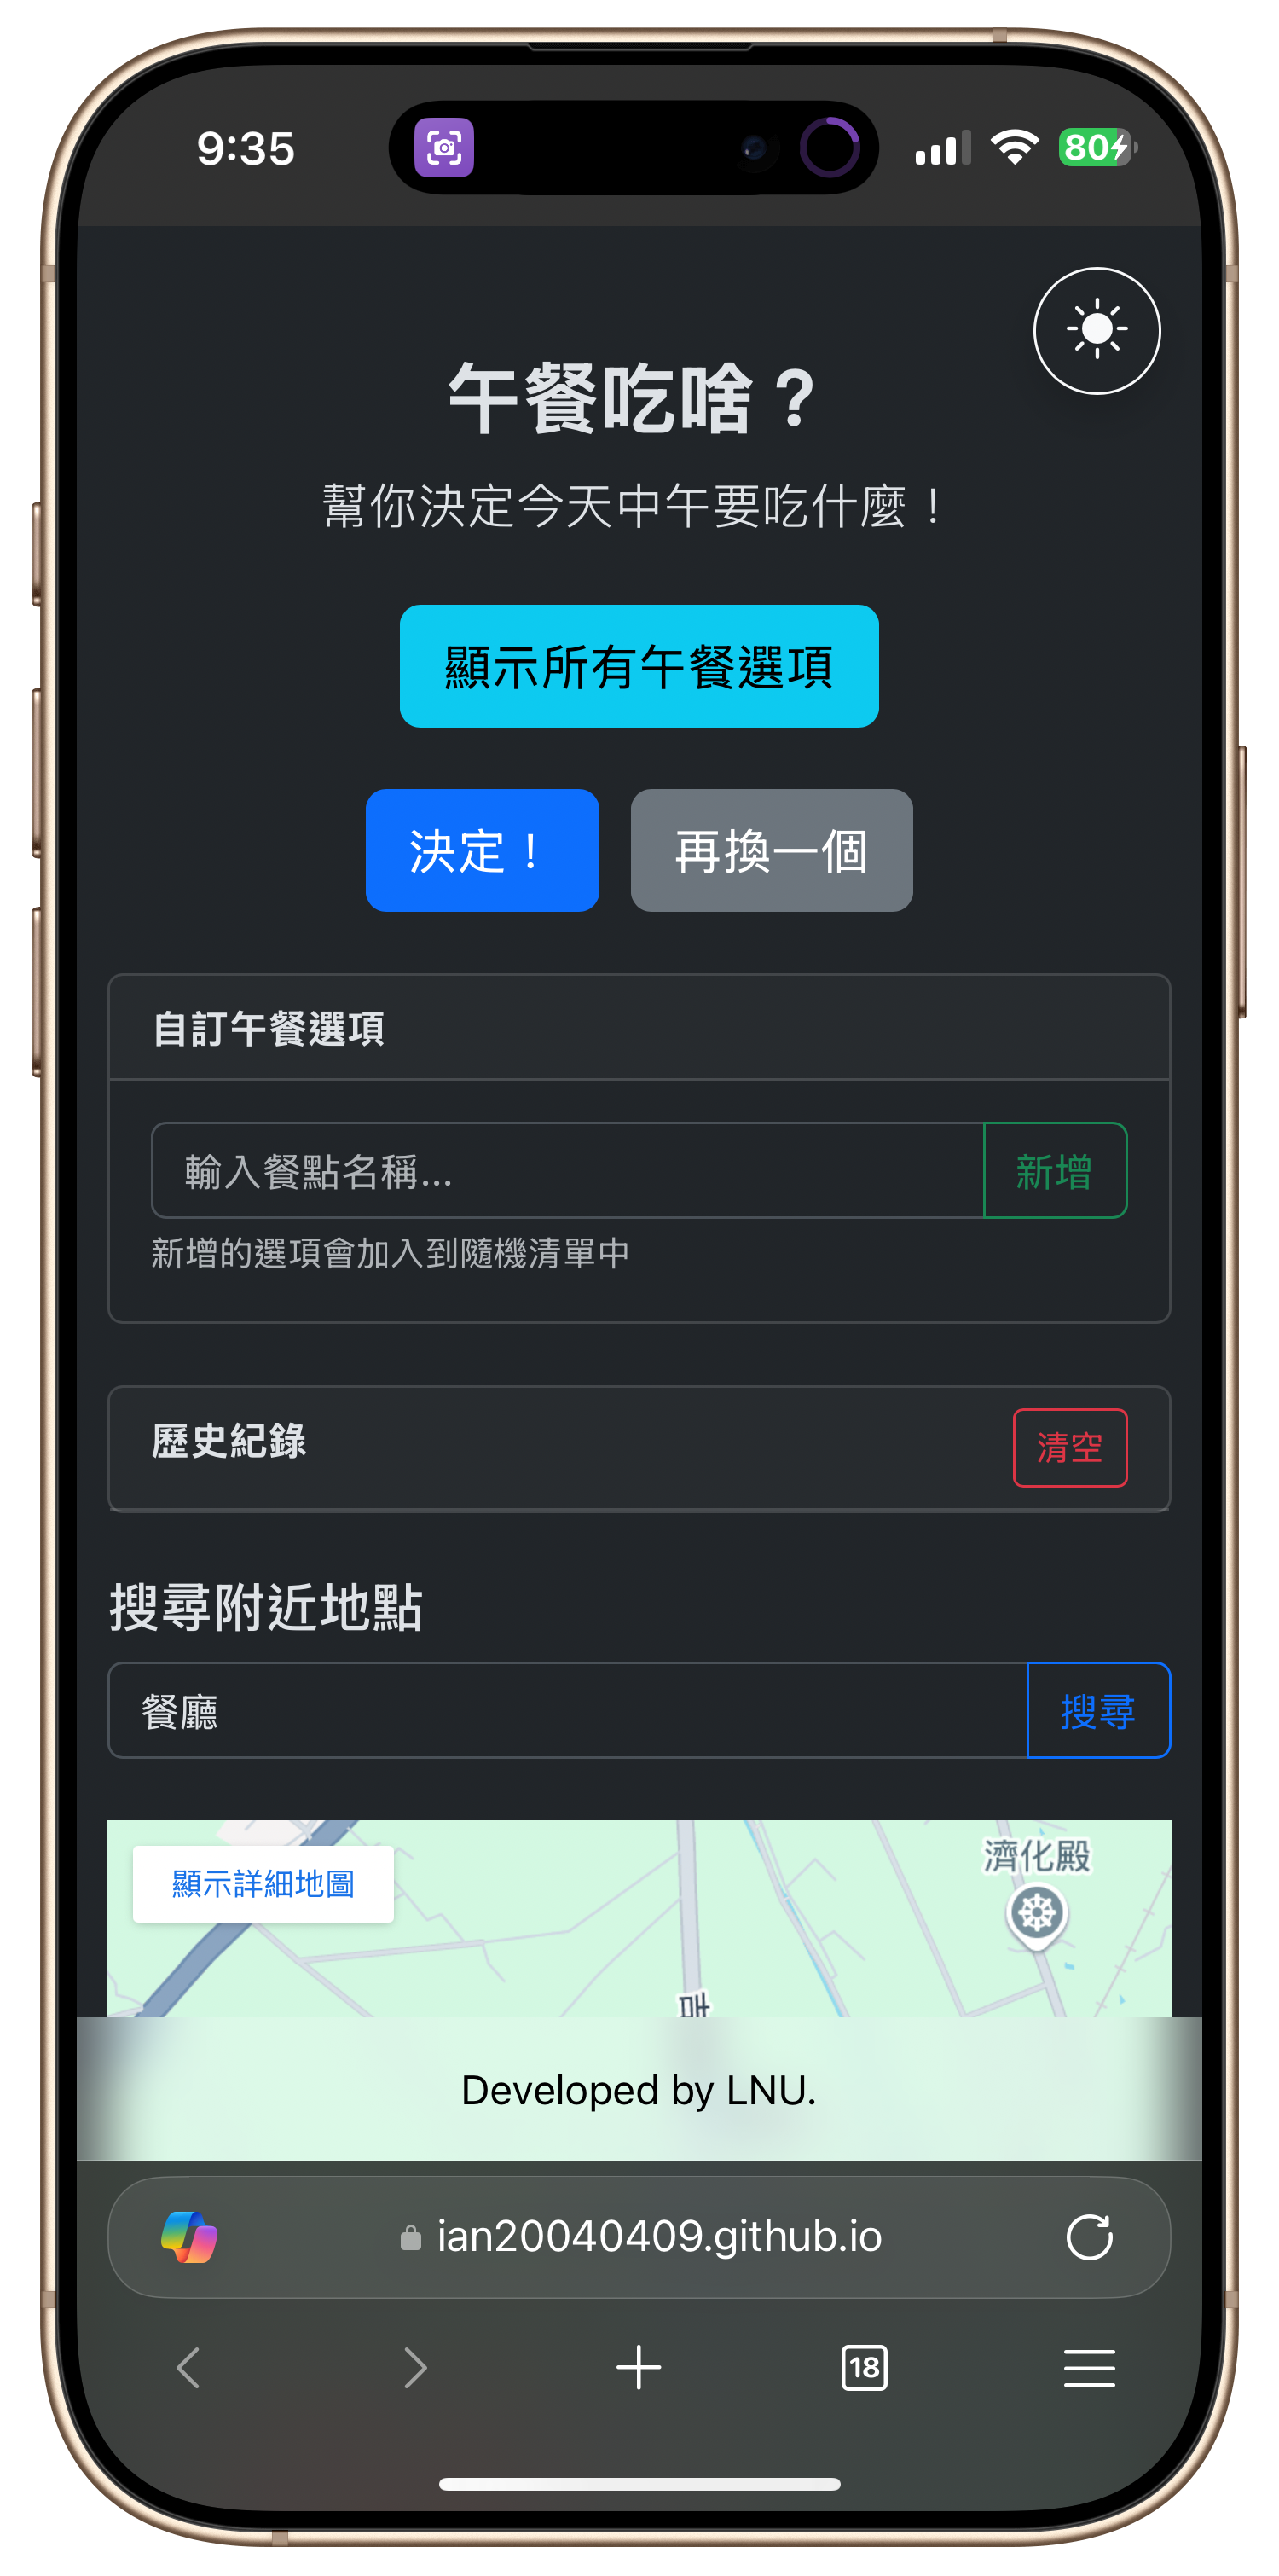 9:35
80
午餐吃啥？
幫你決定今天中午要吃什麼！
顯示所有午餐選項
決定！
再換一個
自訂午餐選項
輸入餐點名稱...
新增
新增的選項會加入到隨機清單中
歷史紀錄
清空
搜尋附近地點
餐廳
搜尋
顯示詳細地圖
濟化殿
Developed by LNU.
ian20040409.github.io
18